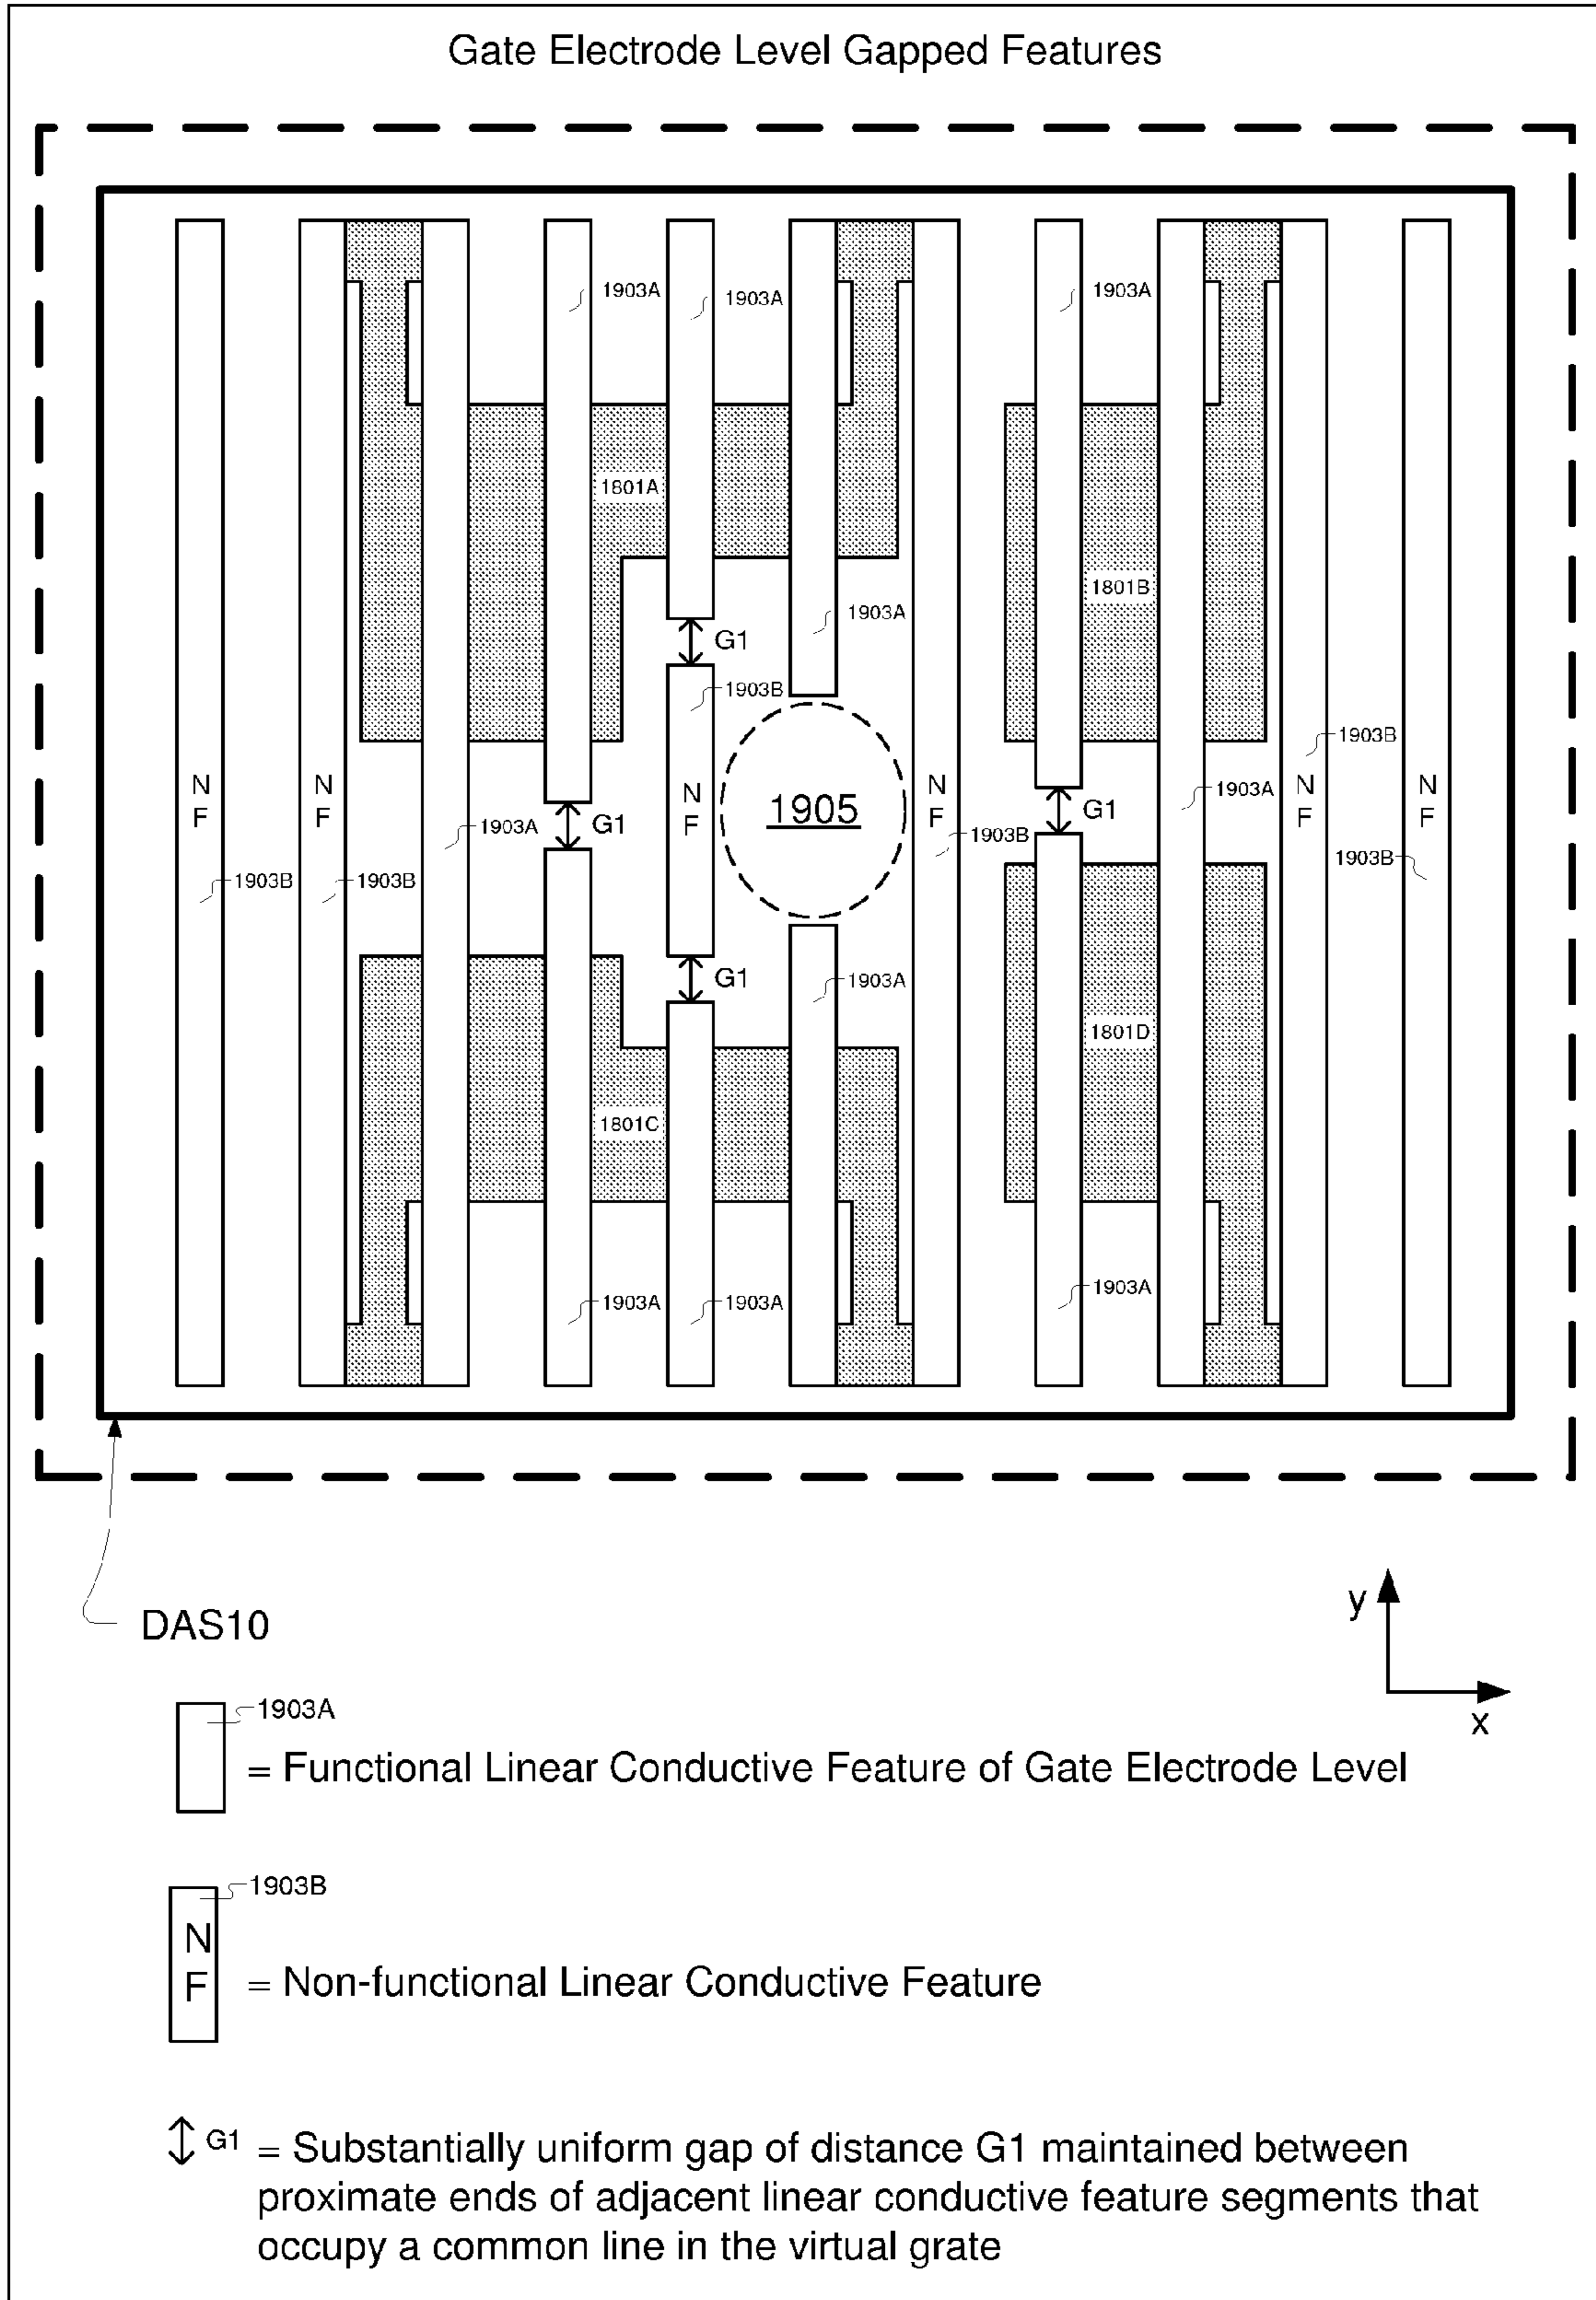 Gate Electrode Level Gapped Features
1903A
1903A
1903A
1801A
1801B
1903A
G1
1903B
1903B
N
F
N
F
1903A
G1
N
F
1905
N
F
1903B
G1
1903A
N
F
N
F
1903B
1903B
1903B
G1
1903A
1801D
1801C
1903A
1903A
1903A
DAS10
y
x
1903A
= Functional Linear Conductive Feature of Gate Electrode Level
1903B
N
F
= Non-functional Linear Conductive Feature
G1 = Substantially uniform gap of distance G1 maintained between
proximate ends of adjacent linear conductive feature segments that
occupy a common line in the virtual grate